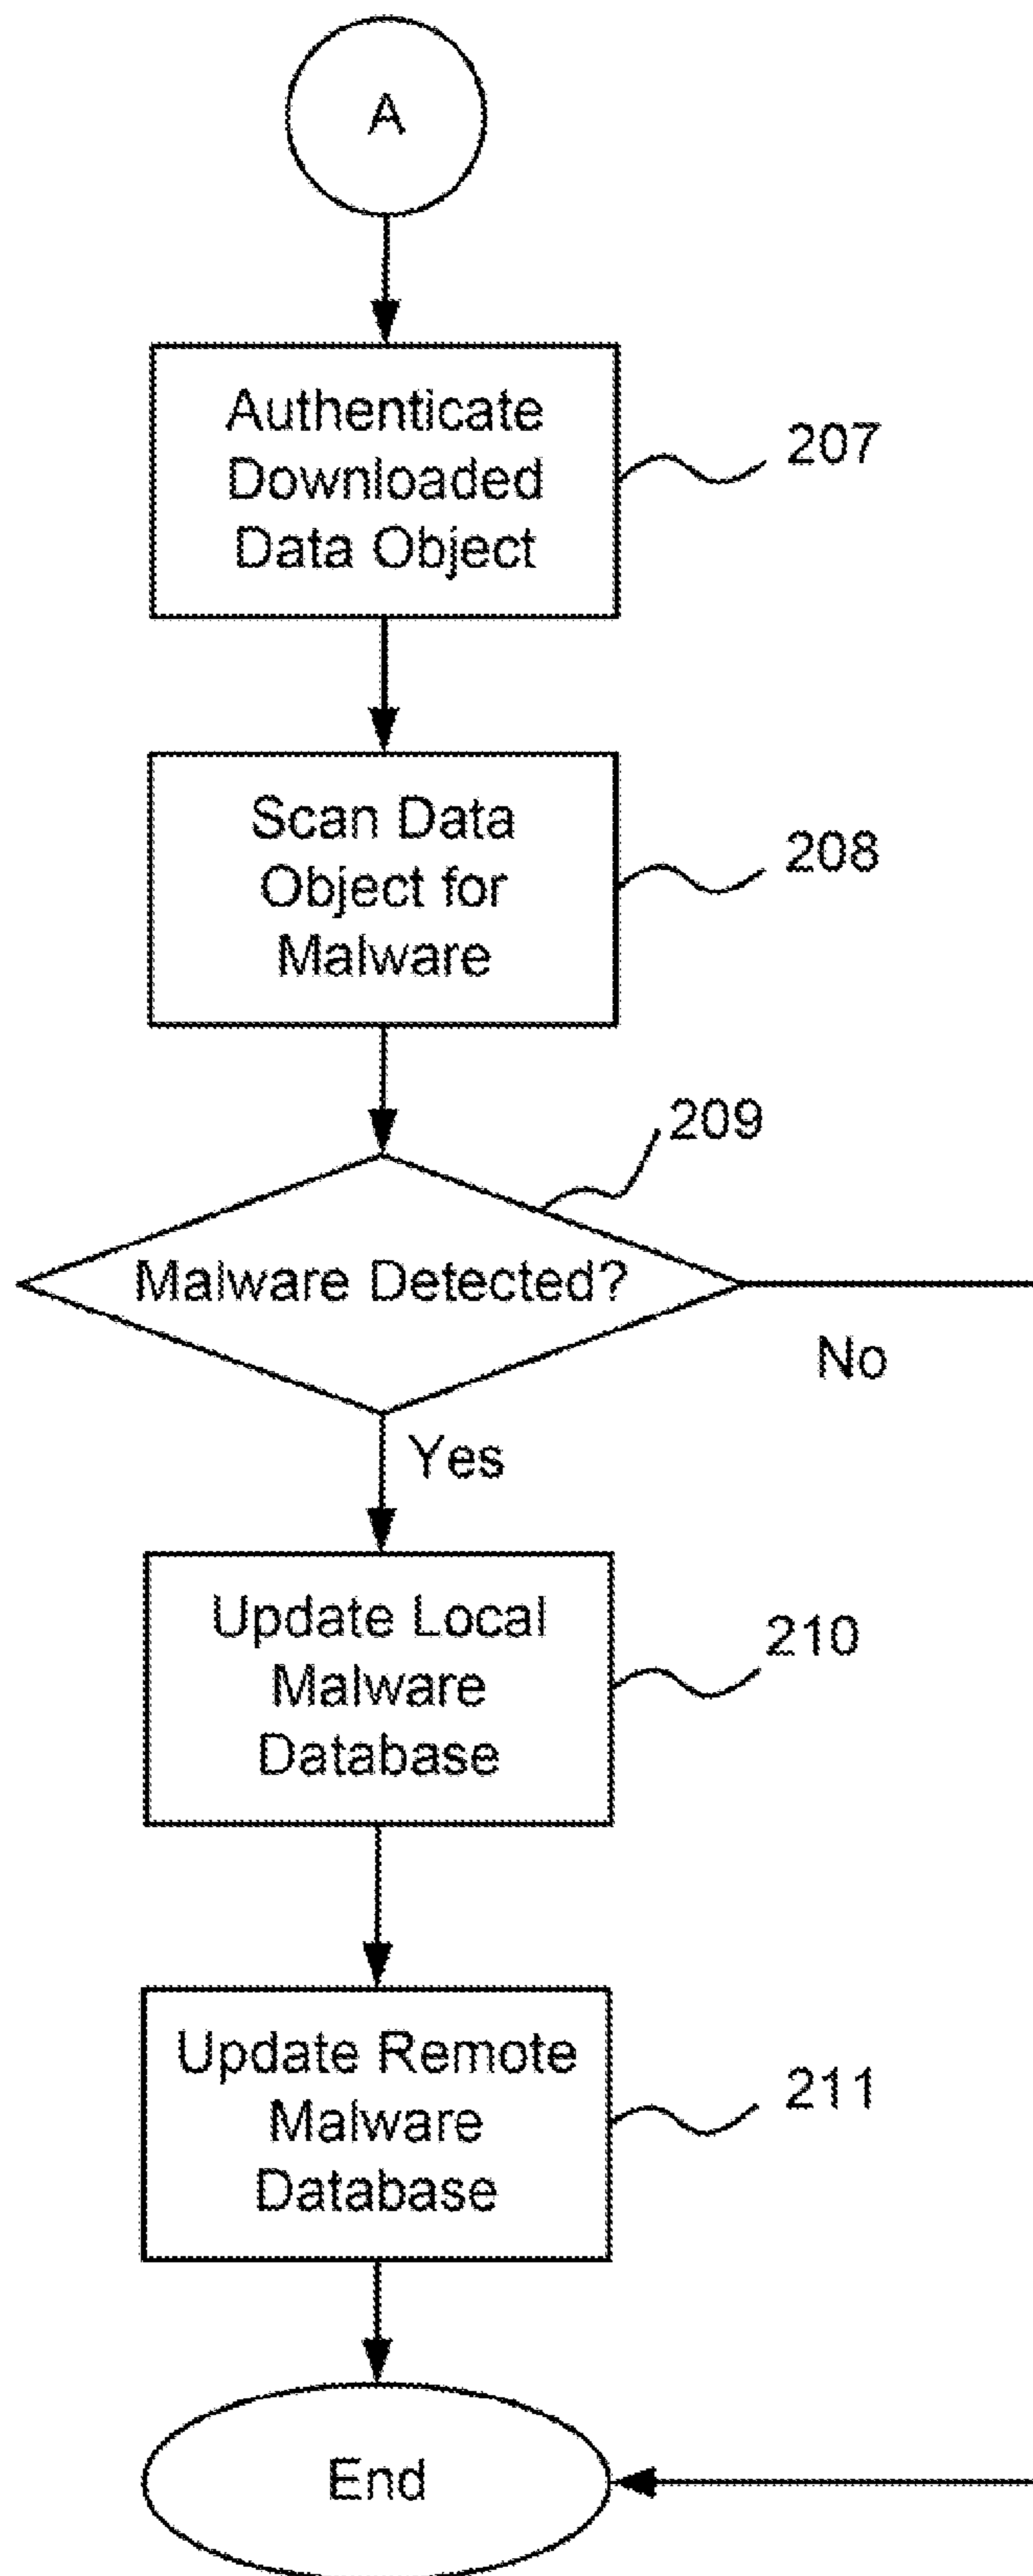 A
Authenticate
Downloaded
Data Object
207
Scan Data
Object for
Malware
208
209
Malware Detected?
No
Yes
Update Local
Malware
Database
210
Update Remote
Malware
Database
211
End